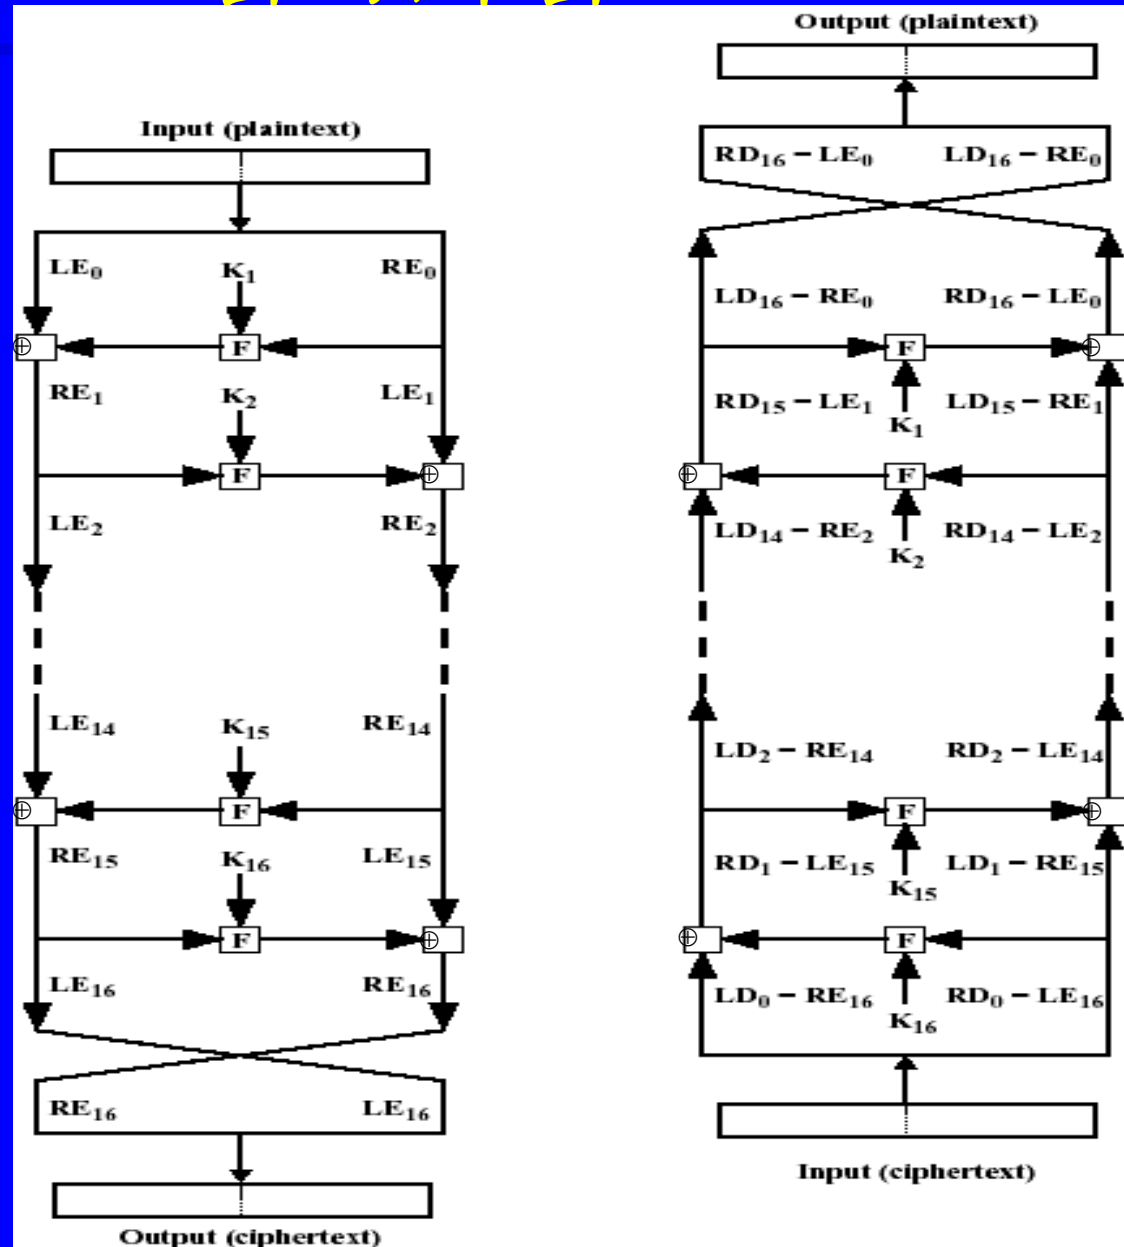 Input (plaintext)
LE₀ K₁ RE₀
F
RE₁ K₂ LE₁
F
LE₂ RE₂
LE₁₄ K₁₅ RE₁₄
F
RE₁₅ K₁₆ LE₁₅
F
LE₁₆ RE₁₆
RE₁₆ LE₁₆
Output (ciphertext)
Output (plaintext)
RD₁₆ – LE₀ LD₁₆ – RE₀
LD₁₆ – RE₀ RD₁₆ – LE₀
F
RD₁₅ – LE₁ K₁ LD₁₅ – RE₁
F
LD₁₄ – RE₂ K₂ RD₁₄ – LE₂
LD₂ – RE₁₄ RD₂ – LE₁₄
F
RD₁ – LE₁₅ K₁₅ LD₁ – RE₁₅
F
LD₀ – RE₁₆ K₁₆ RD₀ – LE₁₆
Input (ciphertext)